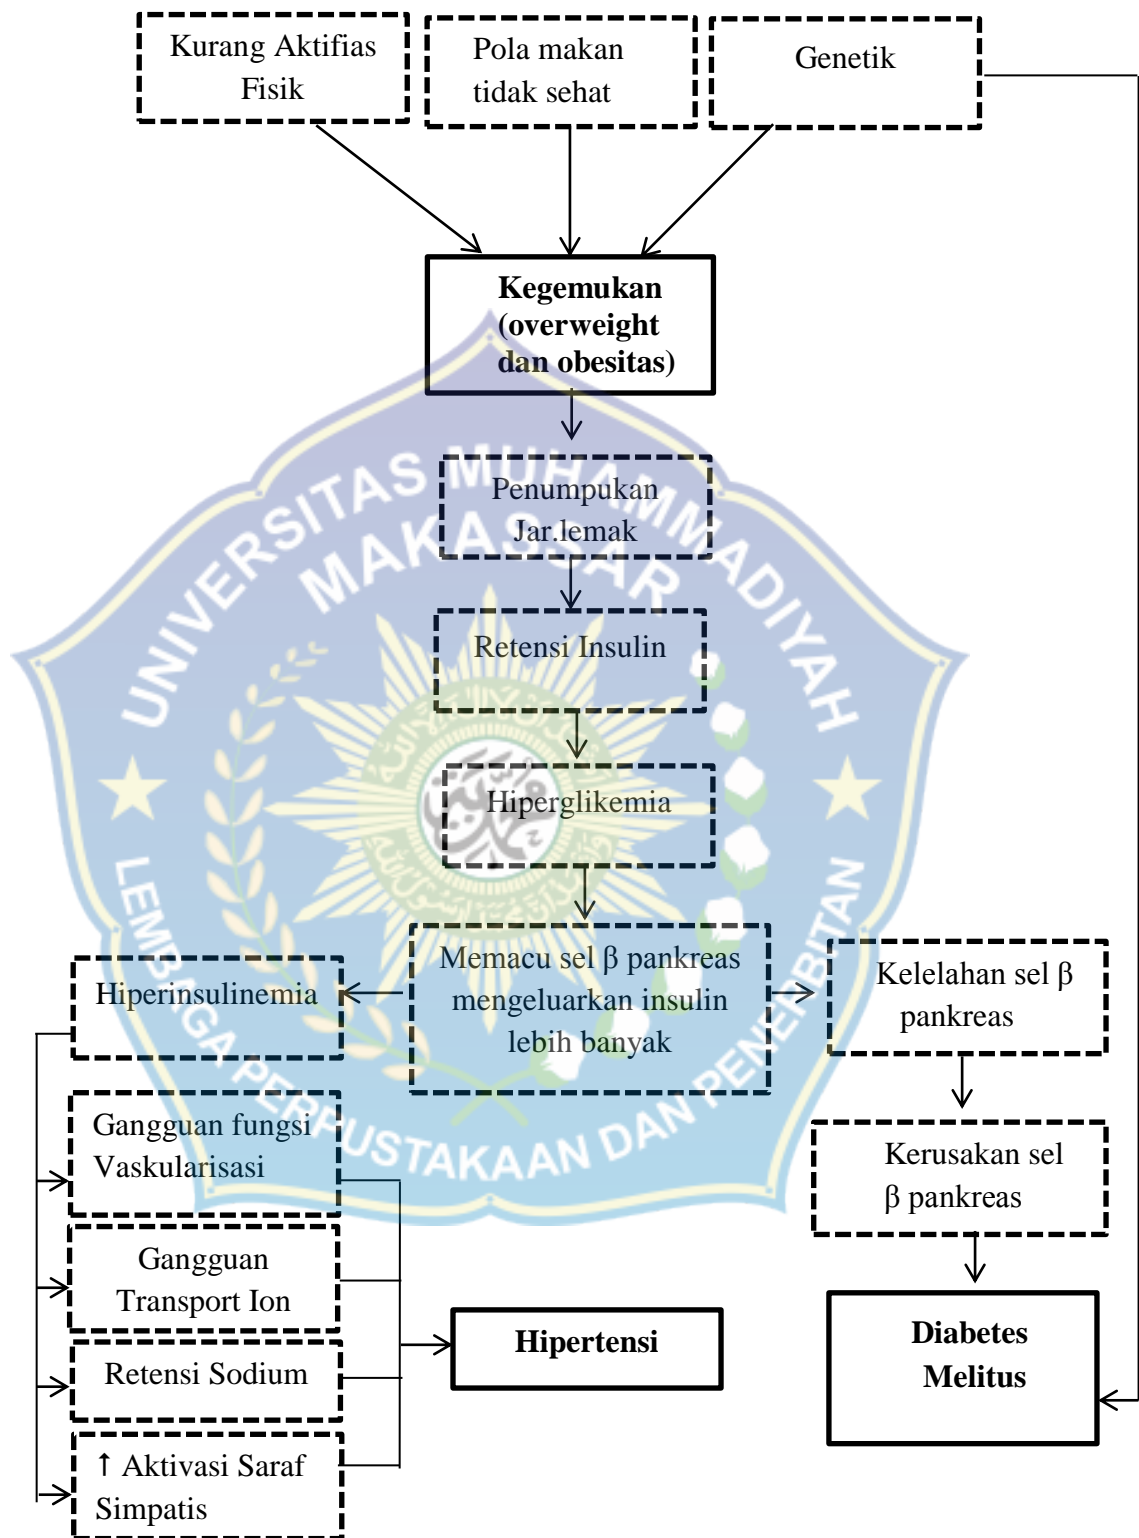 Kurang Aktifias
Fisik
Pola makan
tidak sehat
Genetik
Kegemukan
(overweight
dan obesitas)
UNIVERSITAS MUHAMMADIYAH
MAKASSAR
Penumpukan
Jar.lemak
Retensi Insulin
Hiperglikemia
Memacu sel β pankreas
mengeluarkan insulin
lebih banyak
Hiperinsulinemia
Kelelahan sel β
pankreas
LEMBAGA PERPUSTAKAAN DAN PENERBITAN
Gangguan fungsi
Vaskularisasi
Kerusakan sel
β pankreas
Gangguan
Transport Ion
Hipertensi
Diabetes
Melitus
Retensi Sodium
↑ Aktivasi Saraf
Simpatis